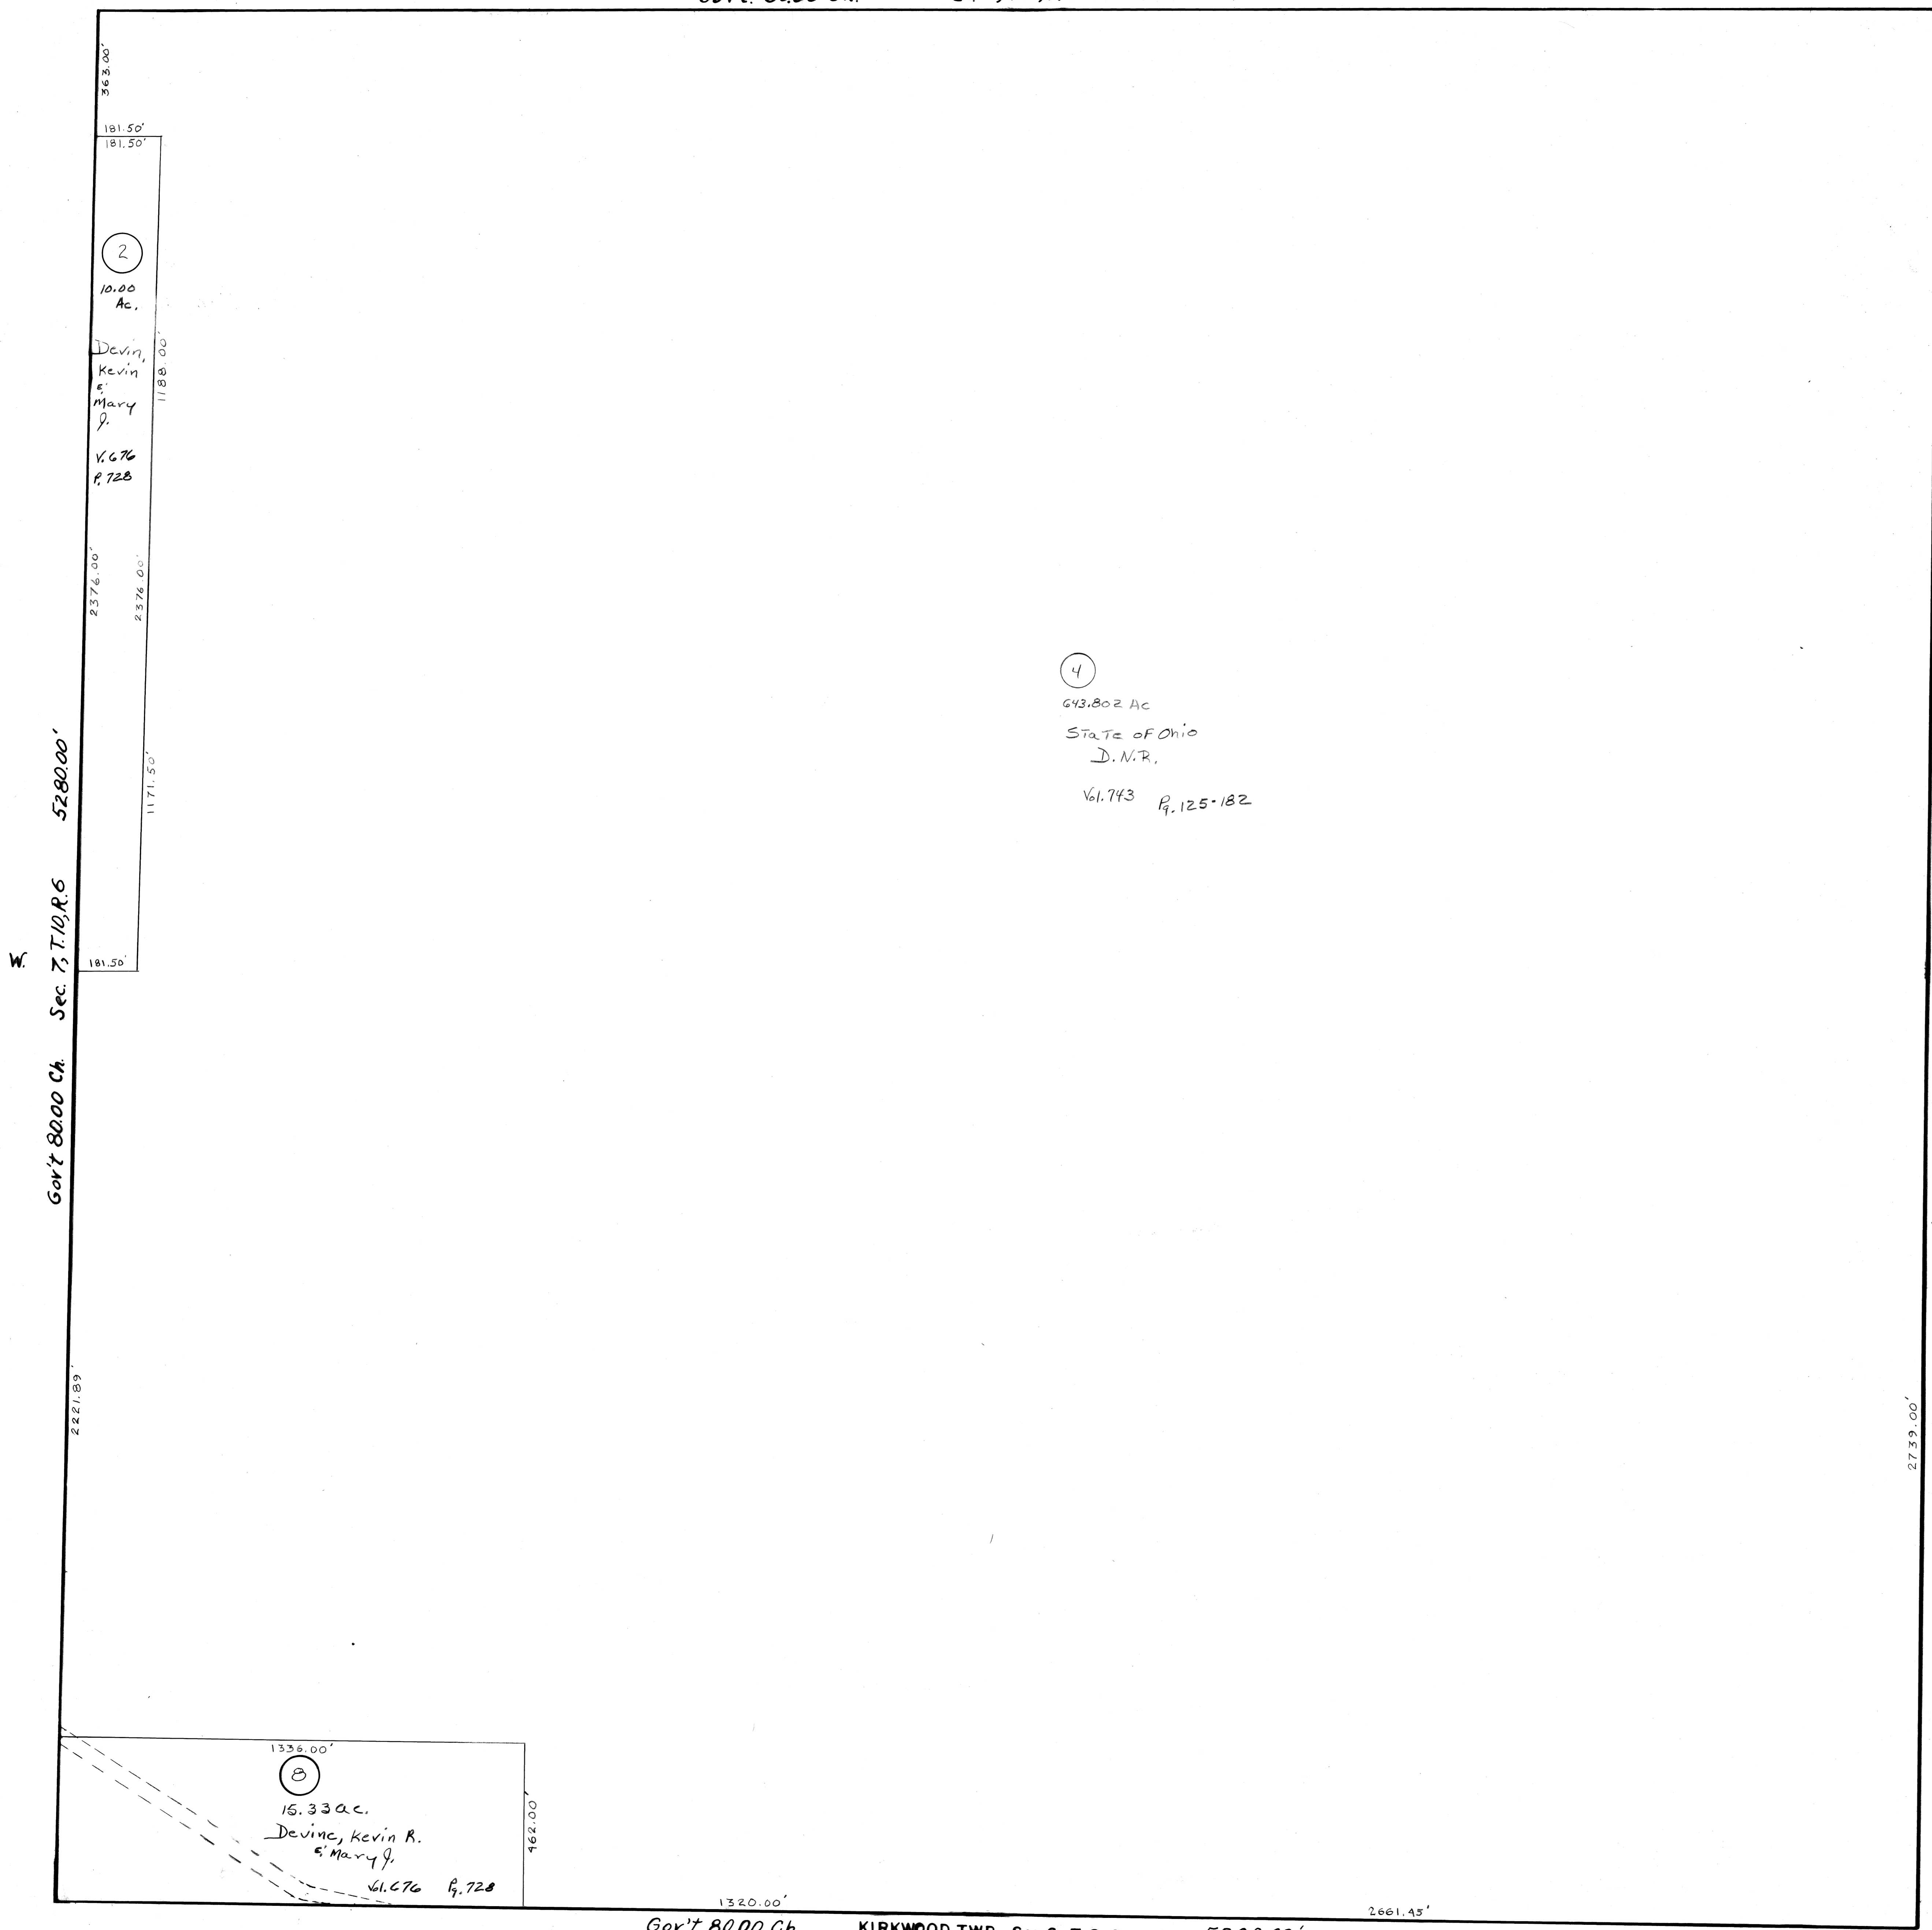 363.00'
181.50'
181.50'
2
10.00
Ac.
Devin,
Kevin
&
Mary
J.
V.676
P.728
1188.00'
2376.00'
2376.00'
1171.50'
4
643.802 Ac
State of Ohio
D.N.R.
Vol.743 Pg.125-182
W.
Gov't 80.00 Ch. Sec. 7, T.10, R.6 5280.00'
181.50'
2221.89'
2739.00'
1336.00'
8
15.33 ac.
Devine, Kevin R.
& Mary J.
Vol.676 Pg.728
462.00'
1320.00'
2661.45'
Gov't 80.00 Ch. KIRKWOOD TWP.